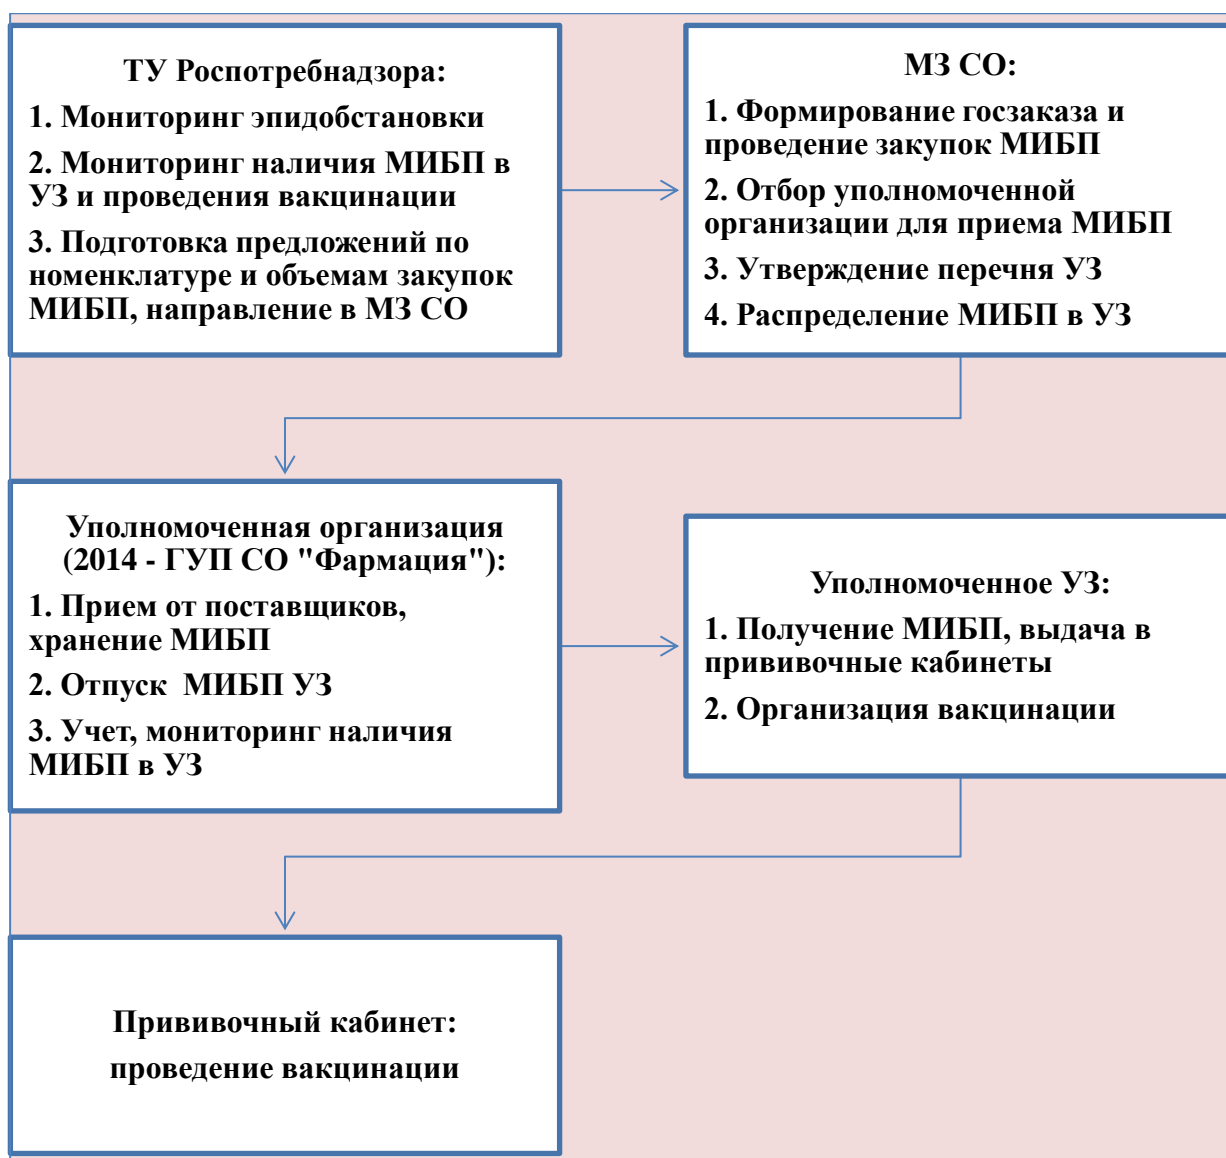 ТУ Роспотребнадзора:
1. Мониторинг эпидобстановки
2. Мониторинг наличия МИБП в
УЗ и проведения вакцинации
3. Подготовка предложений по
номенклатуре и объемам закупок
МИБП, направление в МЗ СО
МЗ СО:
1. Формирование госзаказа и
проведение закупок МИБП
2. Отбор уполномоченной
организации для приема МИБП
3. Утверждение перечня УЗ
4. Распределение МИБП в УЗ
Уполномоченная организация
(2014 - ГУП СО "Фармация"):
1. Прием от поставщиков,
хранение МИБП
2. Отпуск МИБП УЗ
3. Учет, мониторинг наличия
МИБП в УЗ
Уполномоченное УЗ:
1. Получение МИБП, выдача в
прививочные кабинеты
2. Организация вакцинации
Прививочный кабинет:
проведение вакцинации